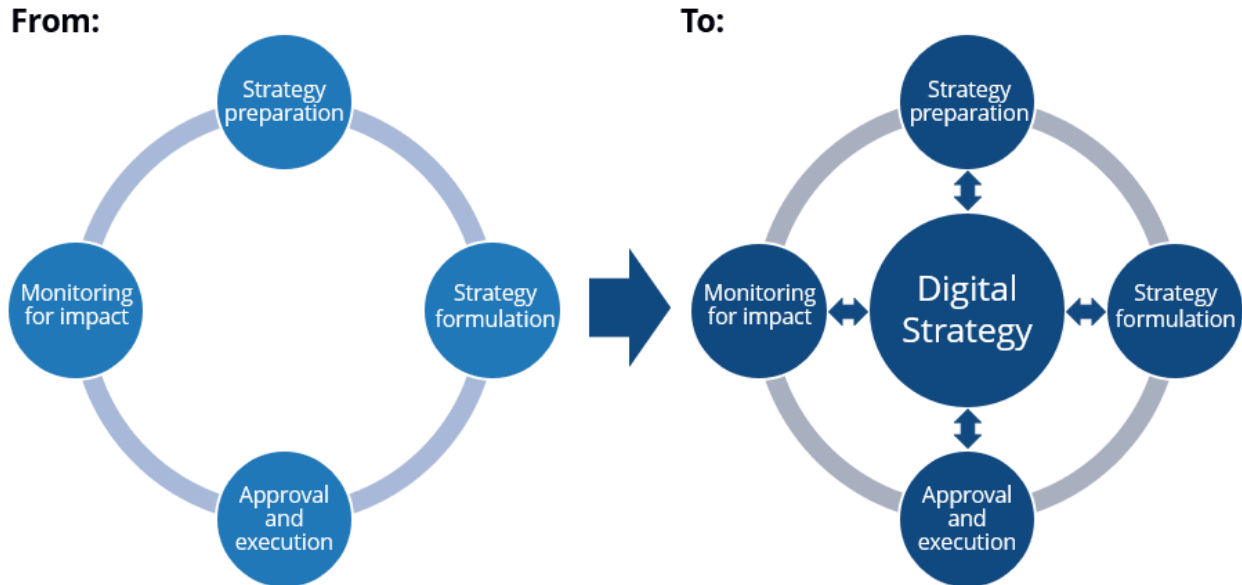 From:
Strategy
preparation
Monitoring
for impact
Strategy
formulation
Approval
and
execution
To:
Strategy
preparation
Monitoring
for impact
Digital
Strategy
Strategy
formulation
Approval
and
execution